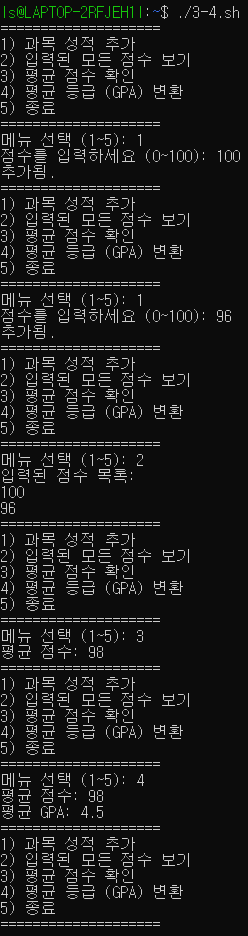 ls@LAPTOP-2RFJEH1I:~$ ./3-4.sh
====================
1) 과목 성적 추가
2) 입력된 모든 점수 보기
3) 평균 점수 확인
4) 평균 등급 (GPA) 변환
5) 종료
====================
메뉴 선택 (1~5): 1
점수를 입력하세요 (0~100): 100
추가됨.
====================
1) 과목 성적 추가
2) 입력된 모든 점수 보기
3) 평균 점수 확인
4) 평균 등급 (GPA) 변환
5) 종료
====================
메뉴 선택 (1~5): 1
점수를 입력하세요 (0~100): 96
추가됨.
====================
1) 과목 성적 추가
2) 입력된 모든 점수 보기
3) 평균 점수 확인
4) 평균 등급 (GPA) 변환
5) 종료
====================
메뉴 선택 (1~5): 2
입력된 점수 목록:
100
96
====================
1) 과목 성적 추가
2) 입력된 모든 점수 보기
3) 평균 점수 확인
4) 평균 등급 (GPA) 변환
5) 종료
====================
메뉴 선택 (1~5): 3
평균 점수: 98
====================
1) 과목 성적 추가
2) 입력된 모든 점수 보기
3) 평균 점수 확인
4) 평균 등급 (GPA) 변환
5) 종료
====================
메뉴 선택 (1~5): 4
평균 점수: 98
평균 GPA: 4.5
====================
1) 과목 성적 추가
2) 입력된 모든 점수 보기
3) 평균 점수 확인
4) 평균 등급 (GPA) 변환
5) 종료
====================